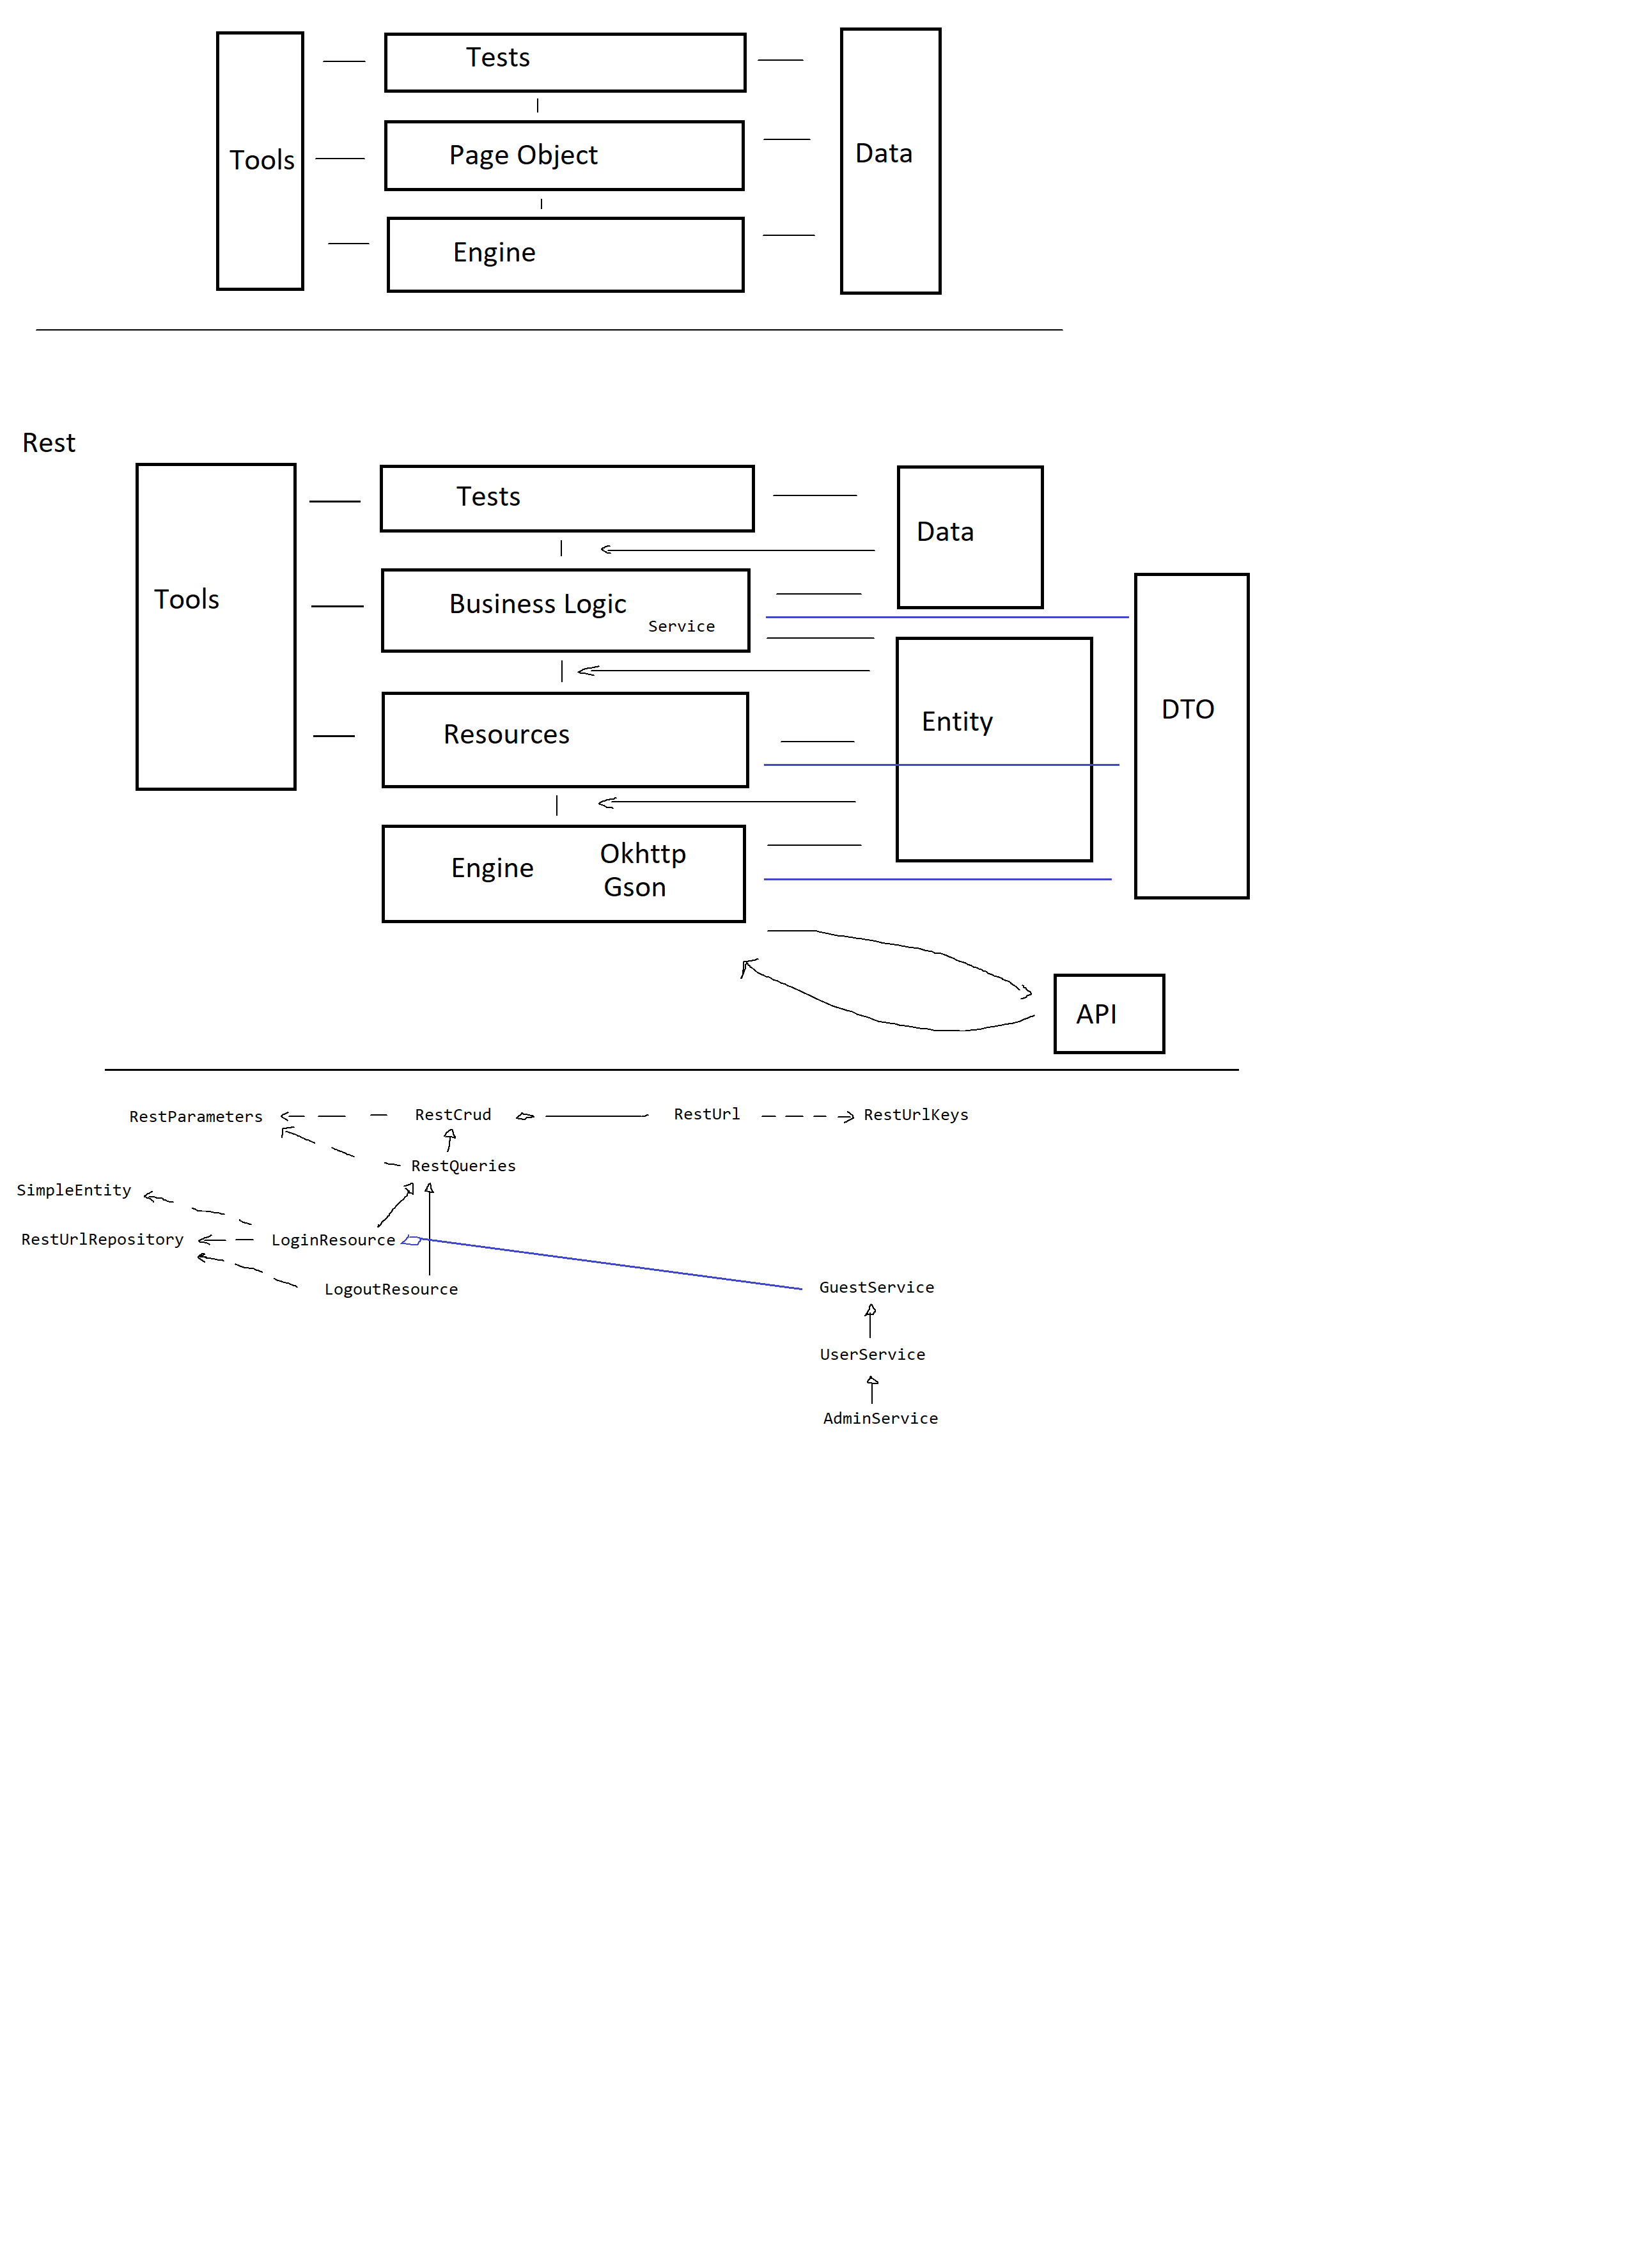 Tests
Tools
Page Object
Data
Engine
Rest
Tests
Data
Tools
Business Logic
Service
DTO
Resources
Entity
Engine
Okhttp
Gson
API
RestParameters
RestCrud
RestUrl
RestUrlKeys
RestQueries
SimpleEntity
RestUrlRepository
LoginResource
LogoutResource
GuestService
UserService
AdminService